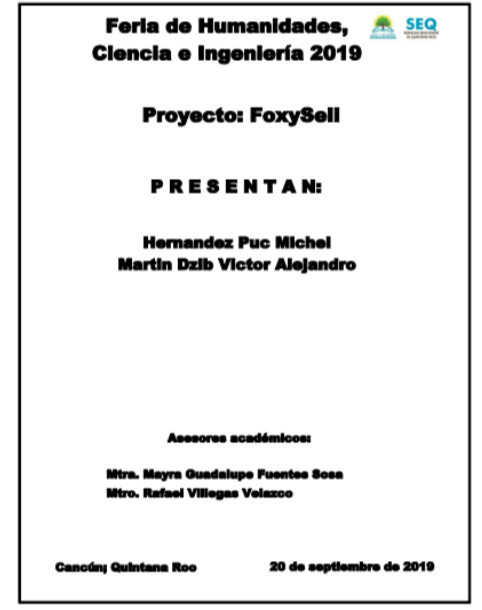 Feria de Humanidades,
Ciencia e Ingeniería 2019
SEQ
Proyecto: FoxySell
P R E S E N T A N:
Hernandez Puc Michel
Martin Dzib Victor Alejandro
Asesores académicos:
Mtra. Mayra Guadalupe Fuentes Sosa
Mtro. Rafael Villegas Velazco
Cancún; Quintana Roo
20 de septiembre de 2019